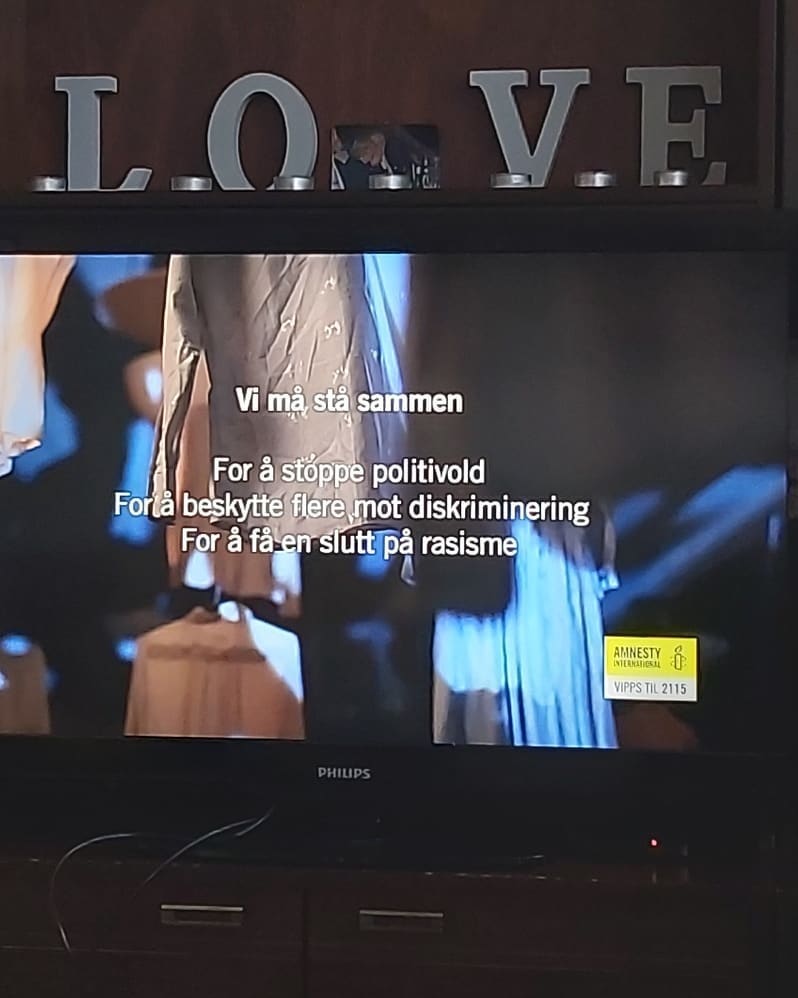 LOVE
Vi må stå sammen
For å stoppe politivold
For å beskytte flere mot diskriminering
For å få en slutt på rasisme
AMNESTY
INTERNATIONAL
VIPPS TIL 2115
PHILIPS